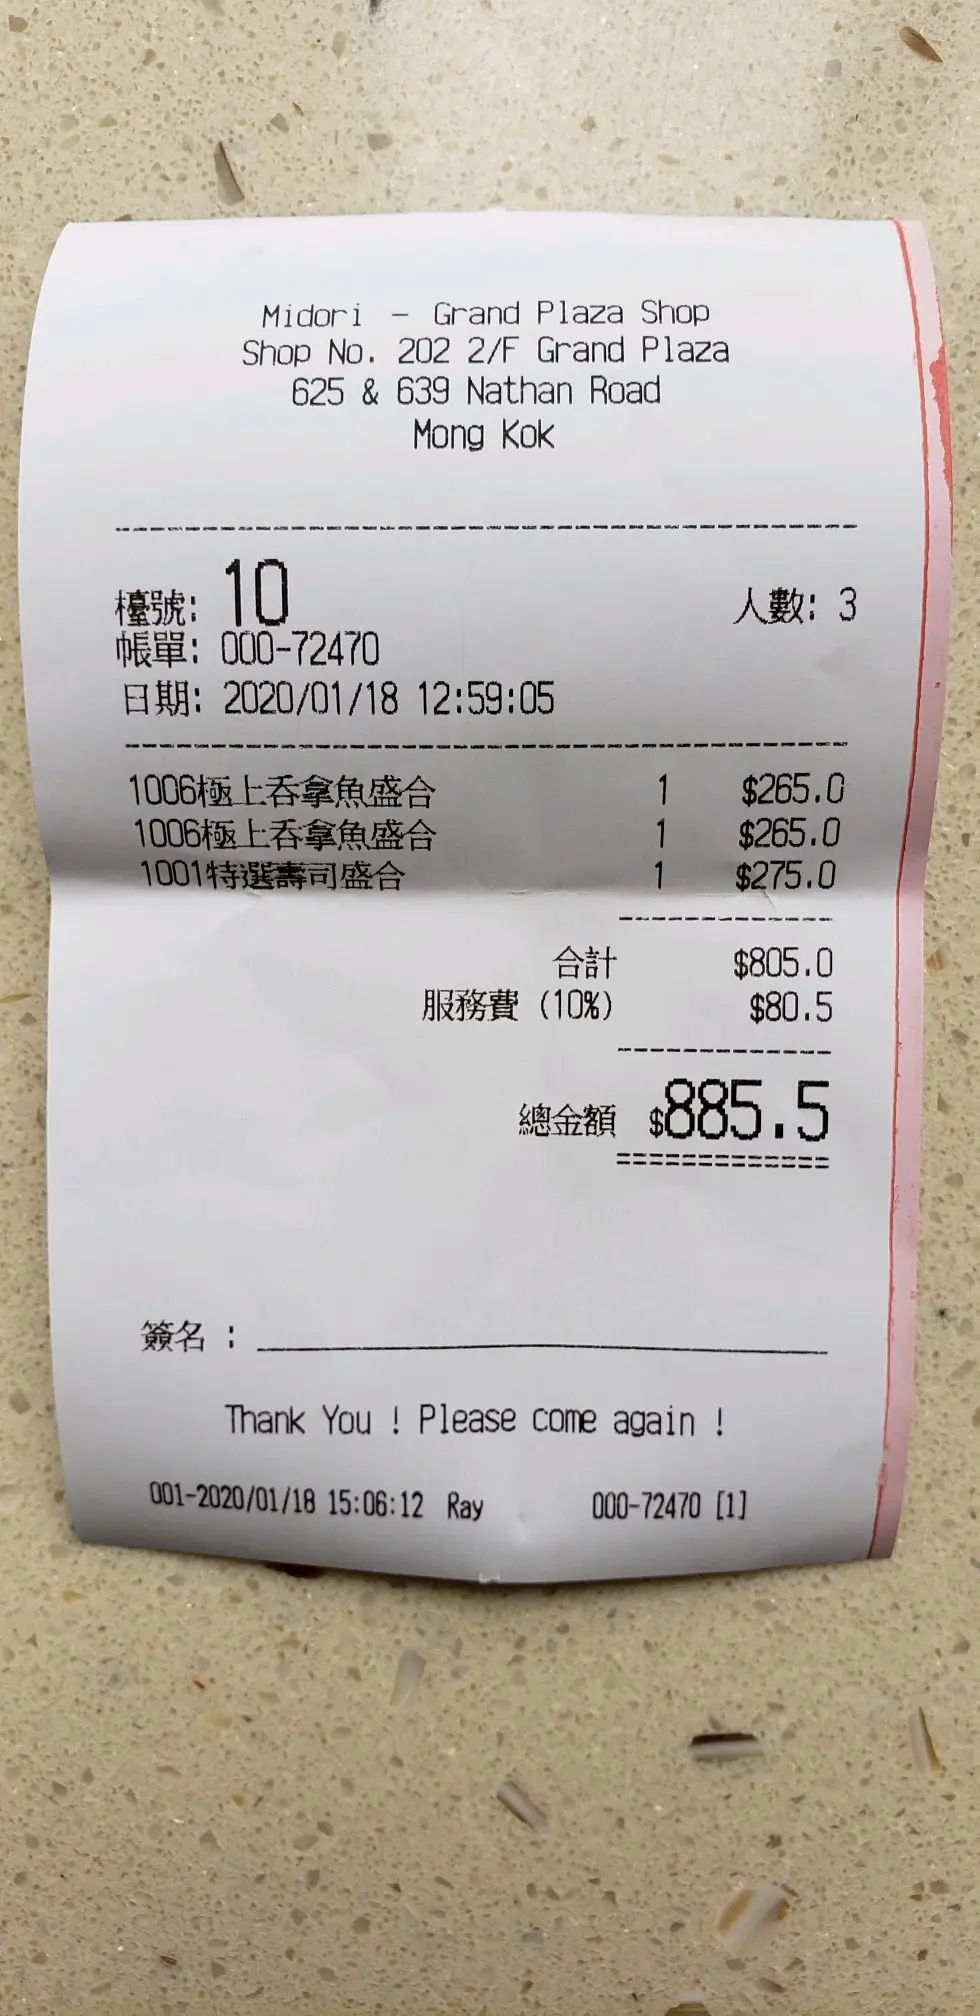 Midori - Grand Plaza Shop
Shop No. 202 2/F Grand Plaza
625 & 639 Nathan Road
Mong Kok
檯號: 10 人數: 3
帳單: 000-72470
日期: 2020/01/18 12:59:05
1006極上吞拿魚盛合 1 $265.0
1006極上吞拿魚盛合 1 $265.0
1001特選壽司盛合 1 $275.0
合計 $805.0
服務費 (10%) $80.5
總金額 $885.5
簽名 :
Thank You ! Please come again !
001-2020/01/18 15:06:12 Ray 000-72470 [1]